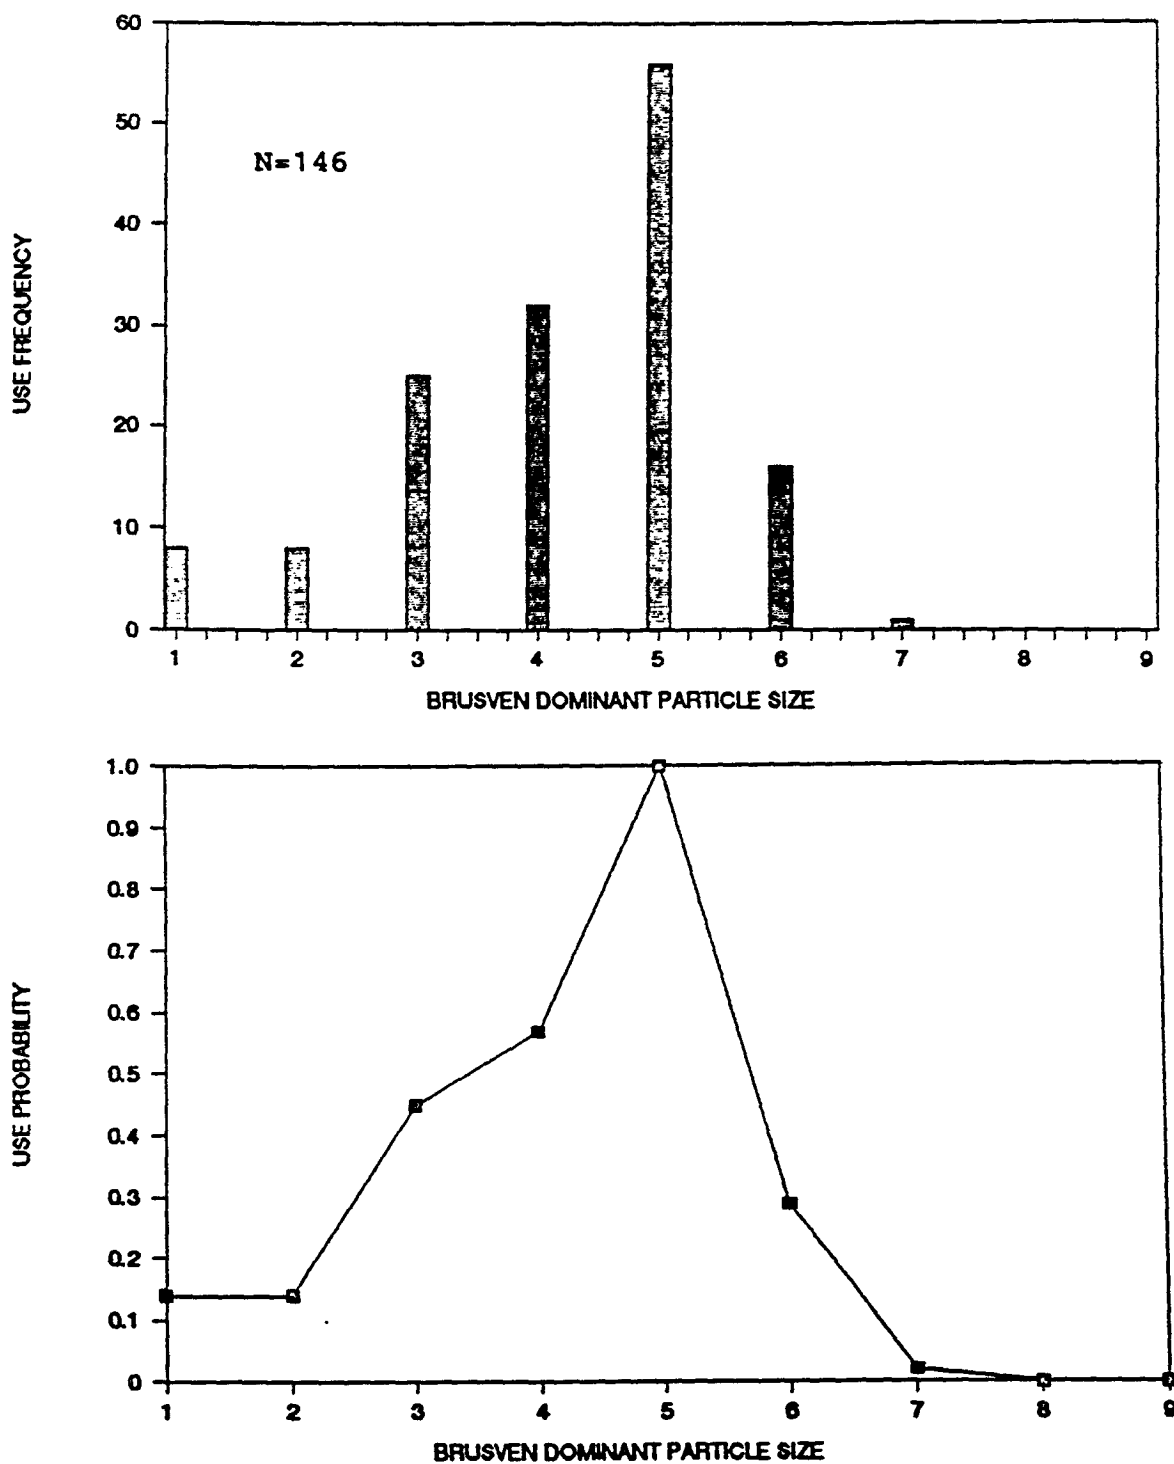 60
50
N=146
40
USE FREQUENCY
30
20
10
0
1 2 3 4 5 6 7 8 9
BRUSVEN DOMINANT PARTICLE SIZE
1.0
0.9
0.8
0.7
0.6
USE PROBABILITY
0.5
0.4
0.3
0.2
0.1
0
1 2 3 4 5 6 7 8 9
BRUSVEN DOMINANT PARTICLE SIZE